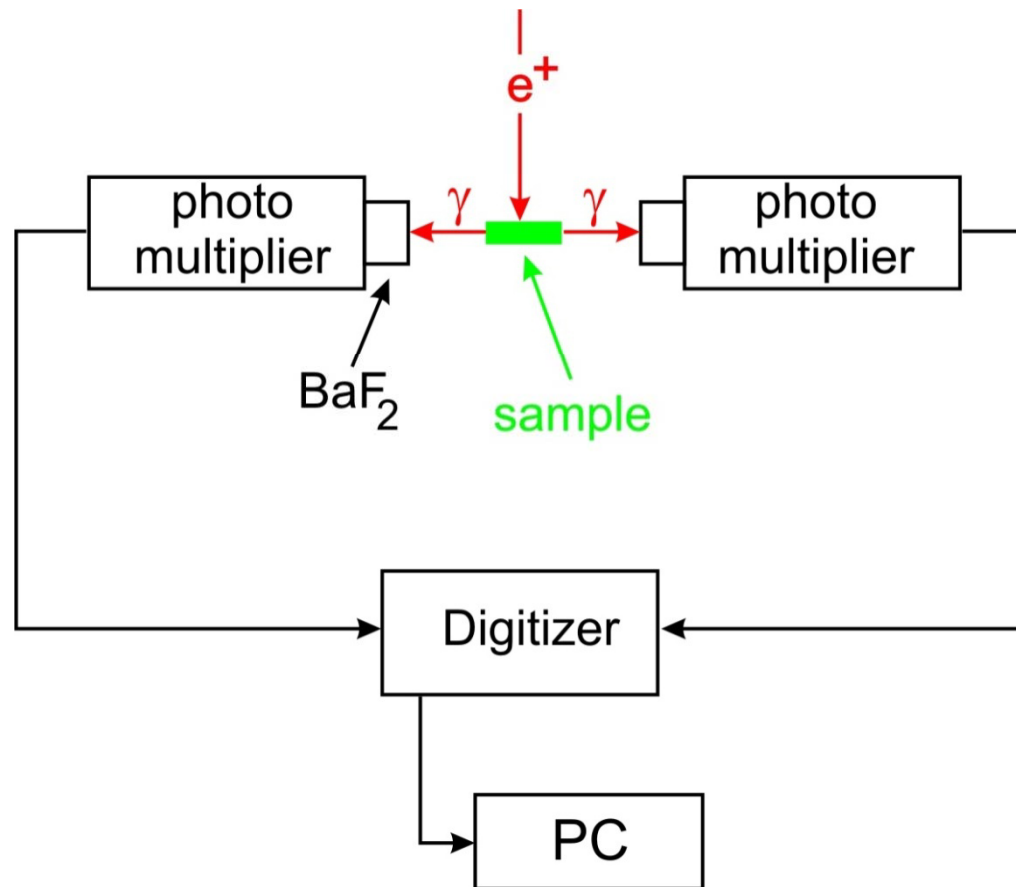 e⁺
photo
multiplier
γ
γ
photo
multiplier
BaF₂
sample
Digitizer
PC